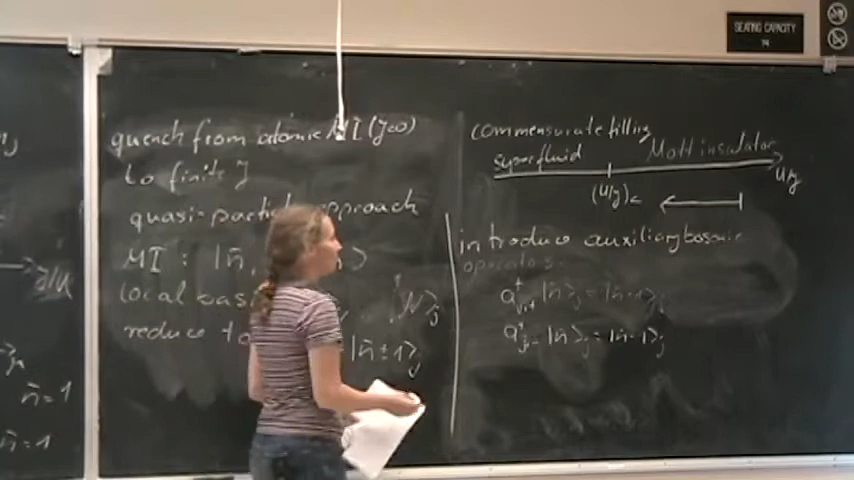 quench from atomic MI (J=0)
to finite J
quasi-particle approach
MI : |n̄,
local basis
reduce to |n̄±1⟩_j
n̄=1
n̄=1
commensurate filling
superfluid Mott insulator
U/J
(U/J)_c
introduce auxiliary bosonic
operators:
a†_{j,+} |n̄⟩_j = |n̄+1⟩_j
a†_{j,-} |n̄⟩_j = |n̄-1⟩_j
SEATING CAPACITY
74